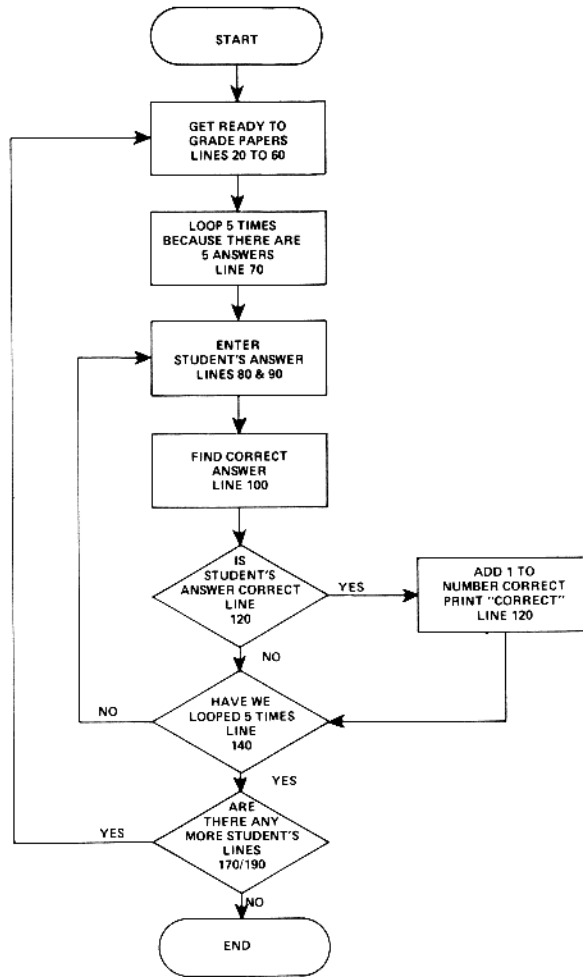 START
GET READY TO
GRADE PAPERS
LINES 20 TO 60
LOOP 5 TIMES
BECAUSE THERE ARE
5 ANSWERS
LINE 70
ENTER
STUDENT'S ANSWER
LINES 80 & 90
FIND CORRECT
ANSWER
LINE 100
IS
STUDENT'S
ANSWER CORRECT
LINE
120
YES
ADD 1 TO
NUMBER CORRECT
PRINT "CORRECT"
LINE 120
NO
HAVE WE
LOOPED 5 TIMES
LINE
140
NO
YES
ARE
THERE ANY
MORE STUDENT'S
LINES
170/190
YES
NO
END